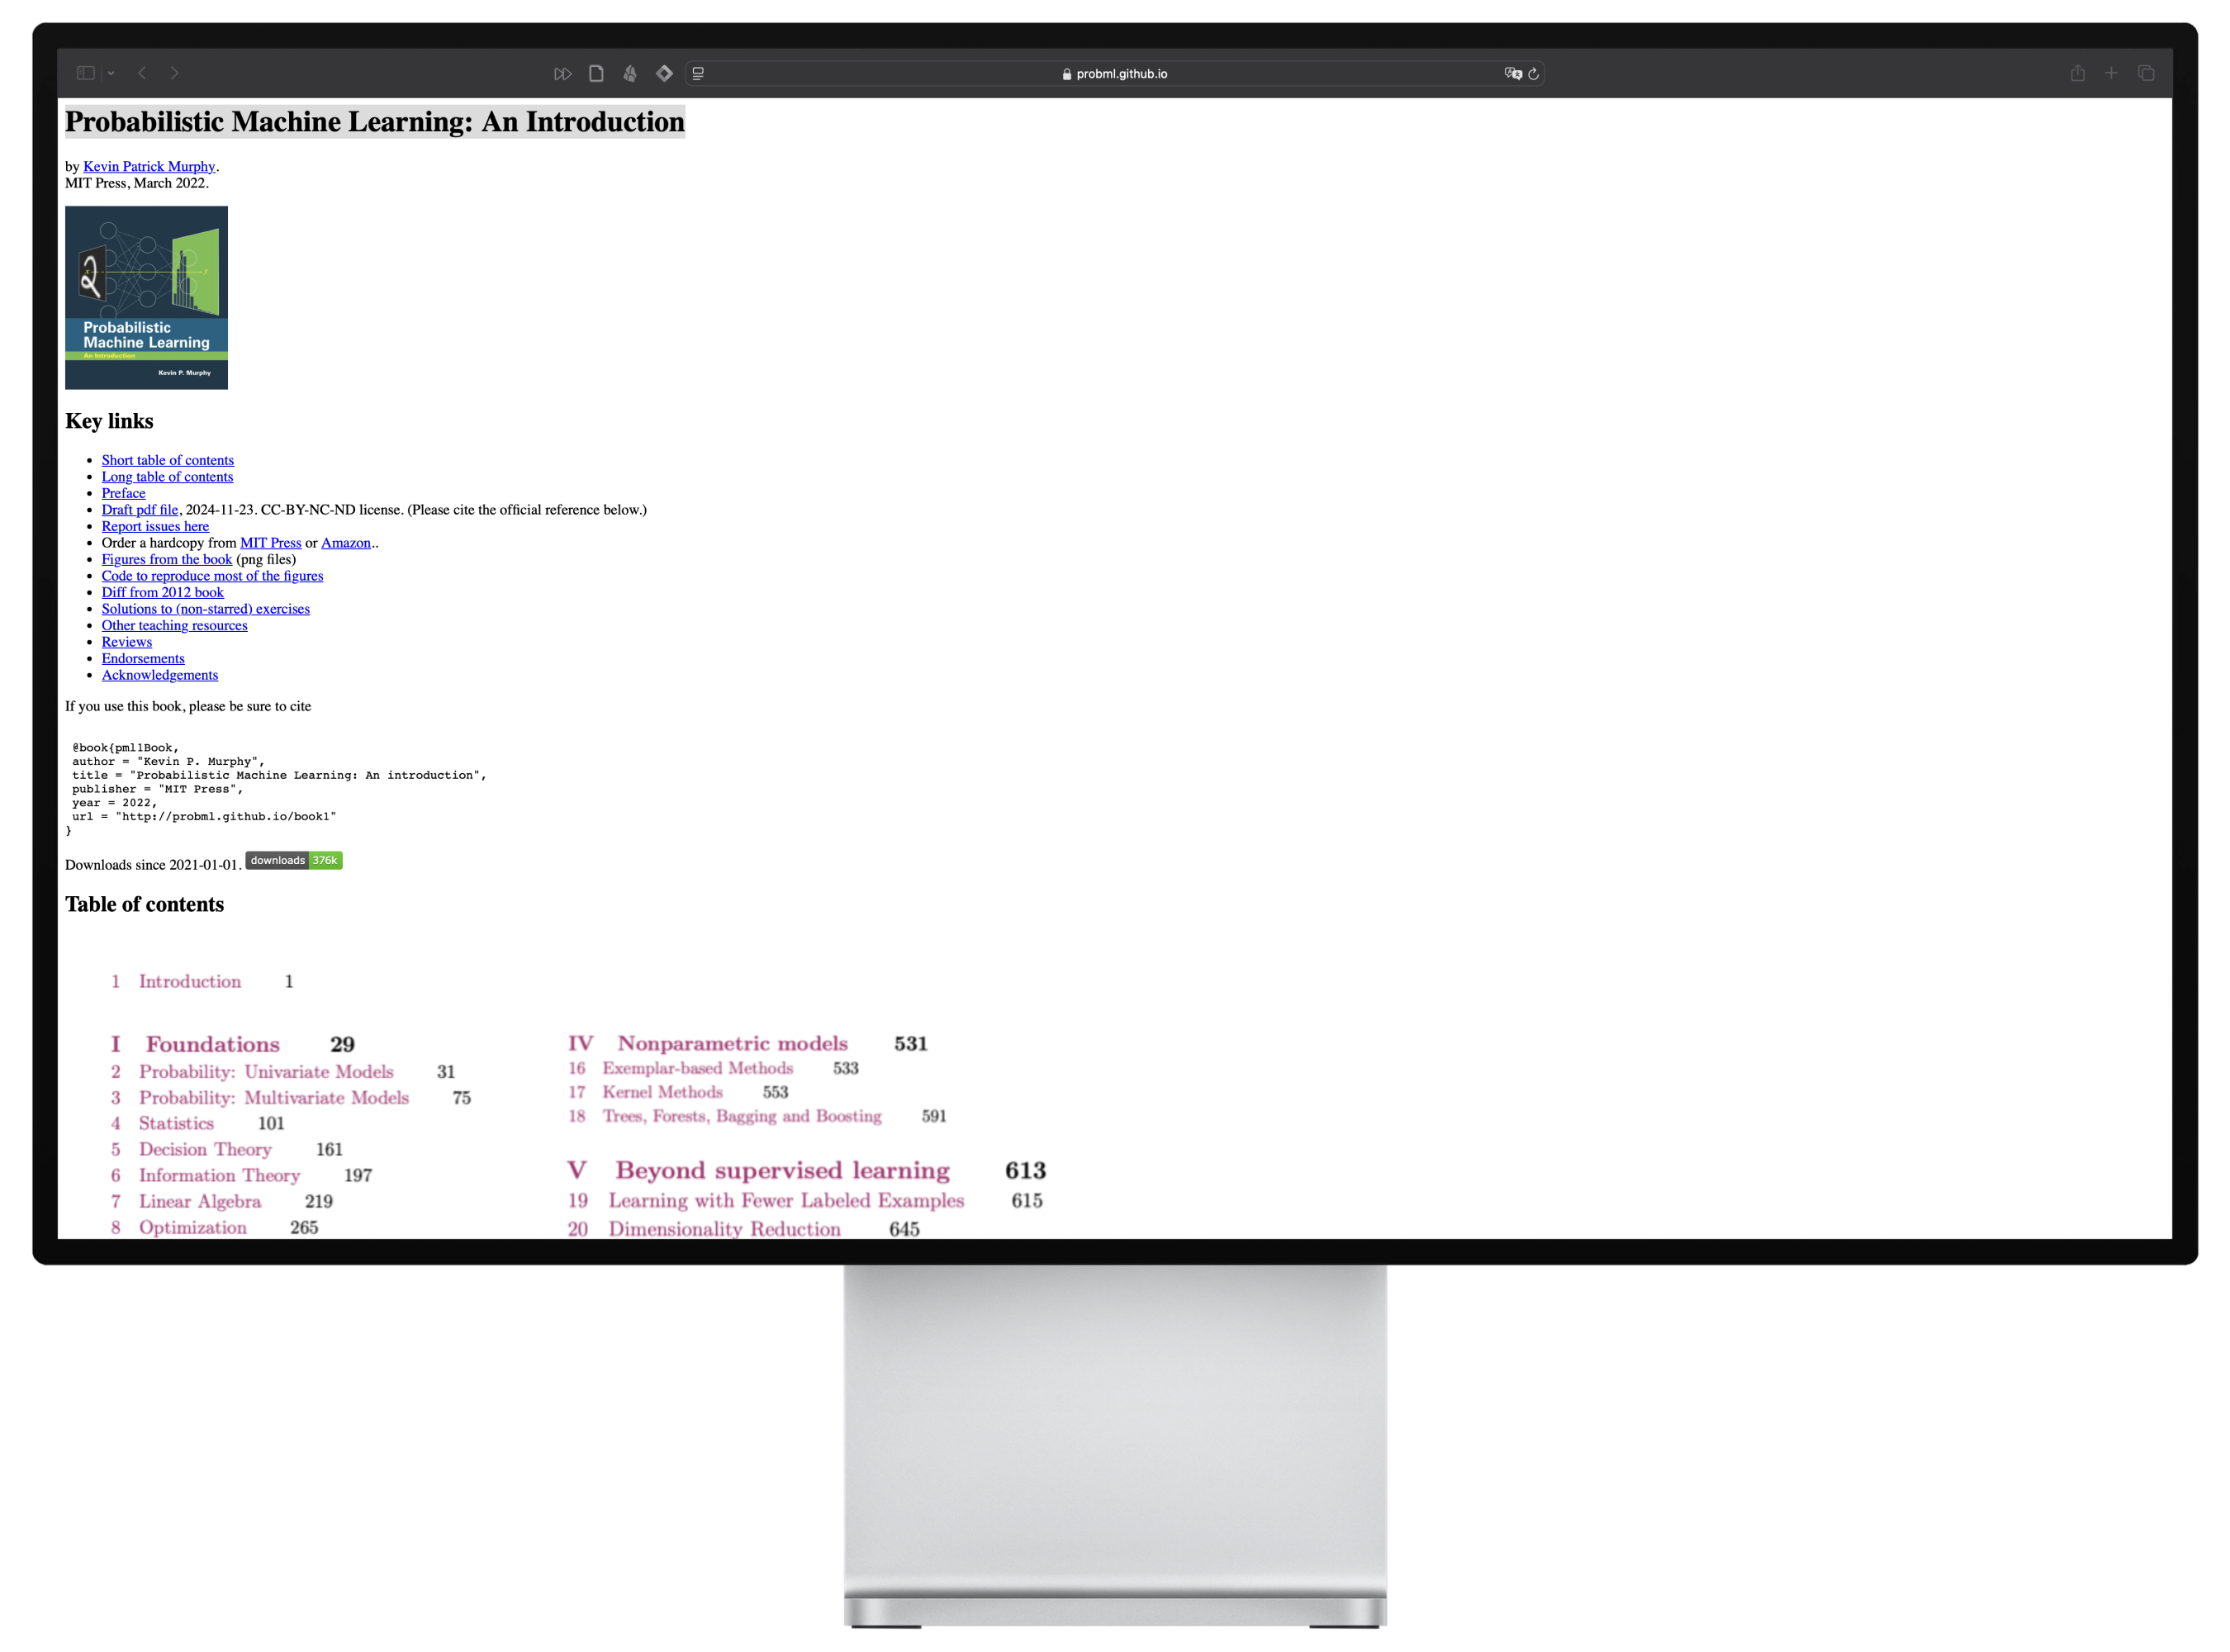 probml.github.io
Probabilistic Machine Learning: An Introduction
by Kevin Patrick Murphy.
MIT Press, March 2022.
2
x
y
Probabilistic
Machine Learning
An Introduction
Kevin P. Murphy
Key links
• Short table of contents
• Long table of contents
• Preface
• Draft pdf file, 2024-11-23. CC-BY-NC-ND license. (Please cite the official reference below.)
• Report issues here
• Order a hardcopy from MIT Press or Amazon..
• Figures from the book (png files)
• Code to reproduce most of the figures
• Diff from 2012 book
• Solutions to (non-starred) exercises
• Other teaching resources
• Reviews
• Endorsements
• Acknowledgements
If you use this book, please be sure to cite
@book{pml1Book,
author = "Kevin P. Murphy",
title = "Probabilistic Machine Learning: An introduction",
publisher = "MIT Press",
year = 2022,
url = "http://probml.github.io/book1"
}
Downloads since 2021-01-01. downloads 376k
Table of contents
1 Introduction 1
I Foundations 29
2 Probability: Univariate Models 31
3 Probability: Multivariate Models 75
4 Statistics 101
5 Decision Theory 161
6 Information Theory 197
7 Linear Algebra 219
8 Optimization 265
IV Nonparametric models 531
16 Exemplar-based Methods 533
17 Kernel Methods 553
18 Trees, Forests, Bagging and Boosting 591
V Beyond supervised learning 613
19 Learning with Fewer Labeled Examples 615
20 Dimensionality Reduction 645